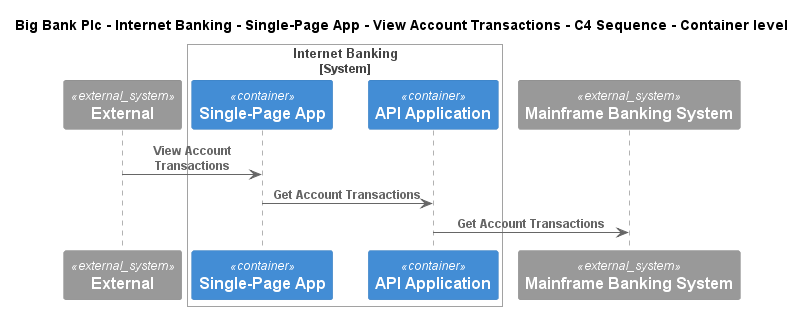 Big Bank Plc - Internet Banking - Single-Page App - View Account Transactions - C4 Sequence - Container level
Internet Banking
[System]
«external_system»
External
«container»
Single-Page App
«container»
API Application
«external_system»
Mainframe Banking System
View Account
Transactions
Get Account Transactions
Get Account Transactions
«external_system»
External
«container»
Single-Page App
«container»
API Application
«external_system»
Mainframe Banking System